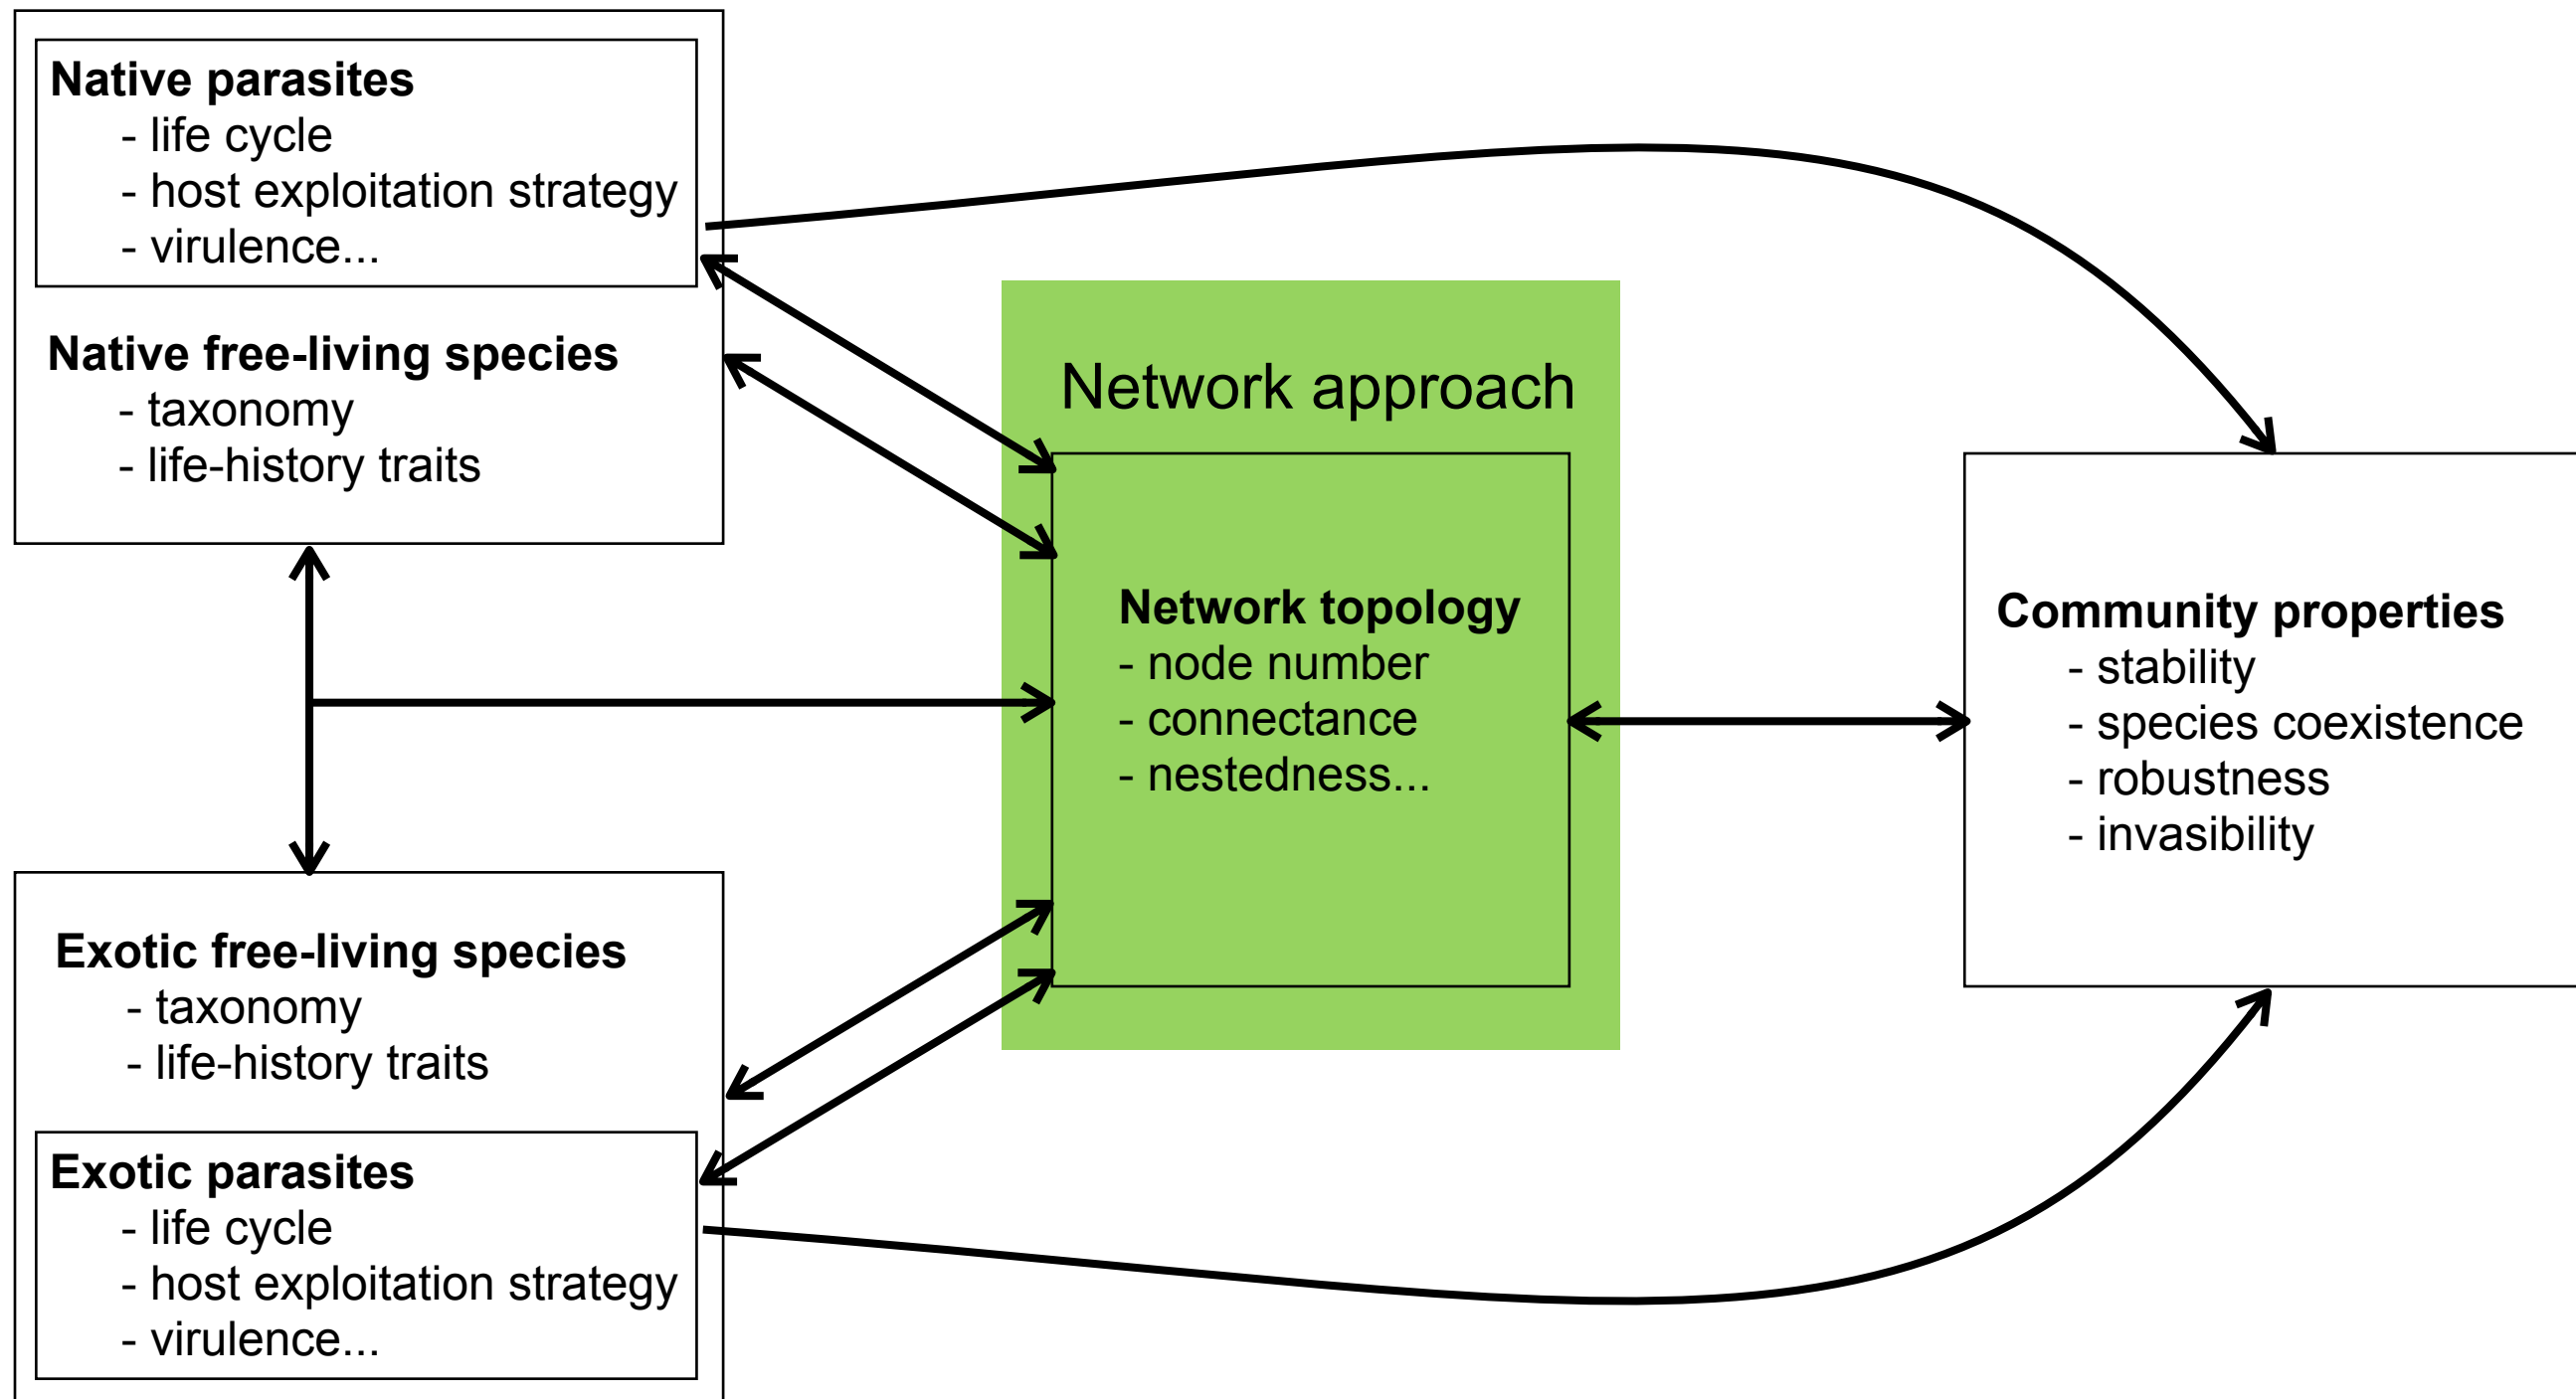 Native parasites
- life cycle
- host exploitation strategy
- virulence...
Native free-living species
- taxonomy
- life-history traits
Network approach
Network topology
- node number
- connectance
- nestedness...
Community properties
- stability
- species coexistence
- robustness
- invasibility
Exotic free-living species
- taxonomy
- life-history traits
Exotic parasites
- life cycle
- host exploitation strategy
- virulence...